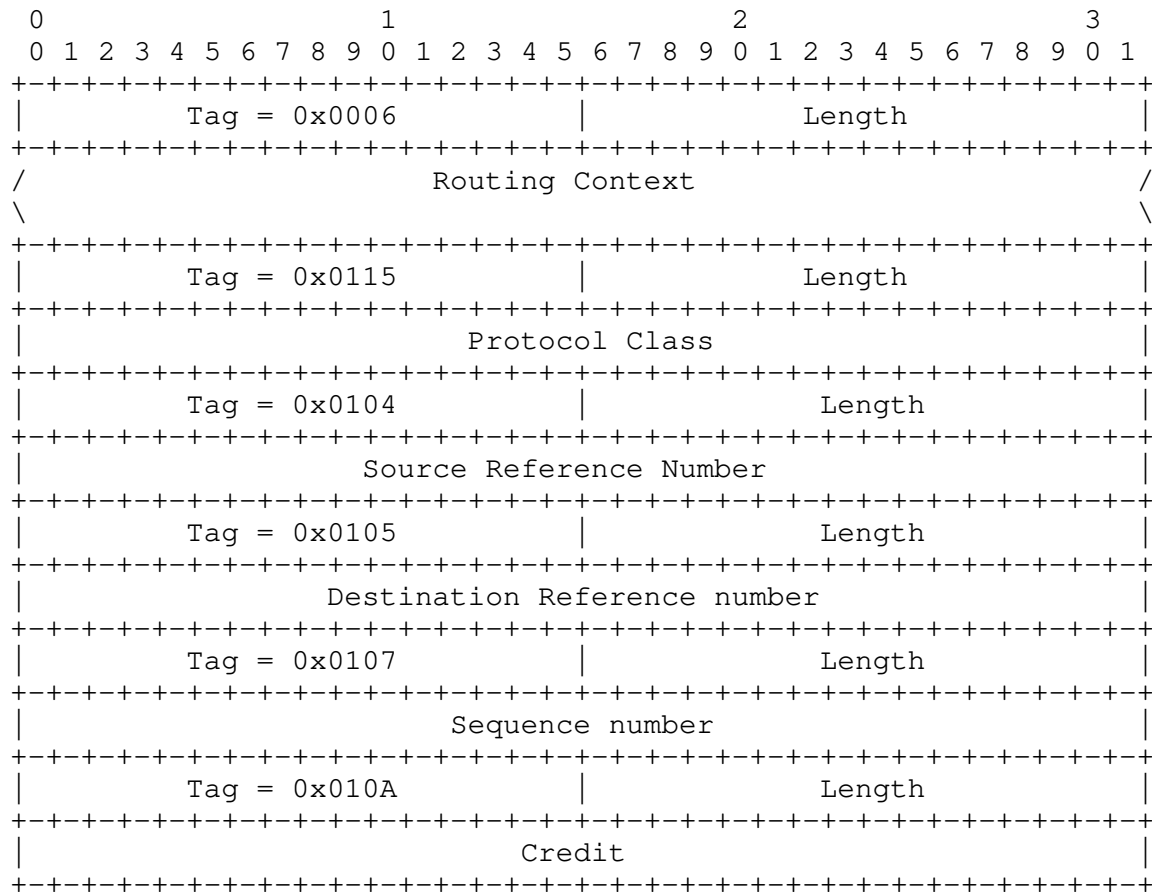 0                   1                   2                   3
 0 1 2 3 4 5 6 7 8 9 0 1 2 3 4 5 6 7 8 9 0 1 2 3 4 5 6 7 8 9 0 1
+-+-+-+-+-+-+-+-+-+-+-+-+-+-+-+-+-+-+-+-+-+-+-+-+-+-+-+-+-+-+-+-+
|         Tag = 0x0006          |            Length             |
+-+-+-+-+-+-+-+-+-+-+-+-+-+-+-+-+-+-+-+-+-+-+-+-+-+-+-+-+-+-+-+-+
/                       Routing Context                         /
\                                                               \
+-+-+-+-+-+-+-+-+-+-+-+-+-+-+-+-+-+-+-+-+-+-+-+-+-+-+-+-+-+-+-+-+
|         Tag = 0x0115          |            Length             |
+-+-+-+-+-+-+-+-+-+-+-+-+-+-+-+-+-+-+-+-+-+-+-+-+-+-+-+-+-+-+-+-+
|                         Protocol Class                        |
+-+-+-+-+-+-+-+-+-+-+-+-+-+-+-+-+-+-+-+-+-+-+-+-+-+-+-+-+-+-+-+-+
|         Tag = 0x0104          |             Length            |
+-+-+-+-+-+-+-+-+-+-+-+-+-+-+-+-+-+-+-+-+-+-+-+-+-+-+-+-+-+-+-+-+
|                   Source Reference Number                     |
+-+-+-+-+-+-+-+-+-+-+-+-+-+-+-+-+-+-+-+-+-+-+-+-+-+-+-+-+-+-+-+-+
|         Tag = 0x0105          |             Length            |
+-+-+-+-+-+-+-+-+-+-+-+-+-+-+-+-+-+-+-+-+-+-+-+-+-+-+-+-+-+-+-+-+
|                 Destination Reference number                  |
+-+-+-+-+-+-+-+-+-+-+-+-+-+-+-+-+-+-+-+-+-+-+-+-+-+-+-+-+-+-+-+-+
|         Tag = 0x0107          |             Length            |
+-+-+-+-+-+-+-+-+-+-+-+-+-+-+-+-+-+-+-+-+-+-+-+-+-+-+-+-+-+-+-+-+
|                        Sequence number                        |
+-+-+-+-+-+-+-+-+-+-+-+-+-+-+-+-+-+-+-+-+-+-+-+-+-+-+-+-+-+-+-+-+
|         Tag = 0x010A          |             Length            |
+-+-+-+-+-+-+-+-+-+-+-+-+-+-+-+-+-+-+-+-+-+-+-+-+-+-+-+-+-+-+-+-+
|                            Credit                             |
+-+-+-+-+-+-+-+-+-+-+-+-+-+-+-+-+-+-+-+-+-+-+-+-+-+-+-+-+-+-+-+-+